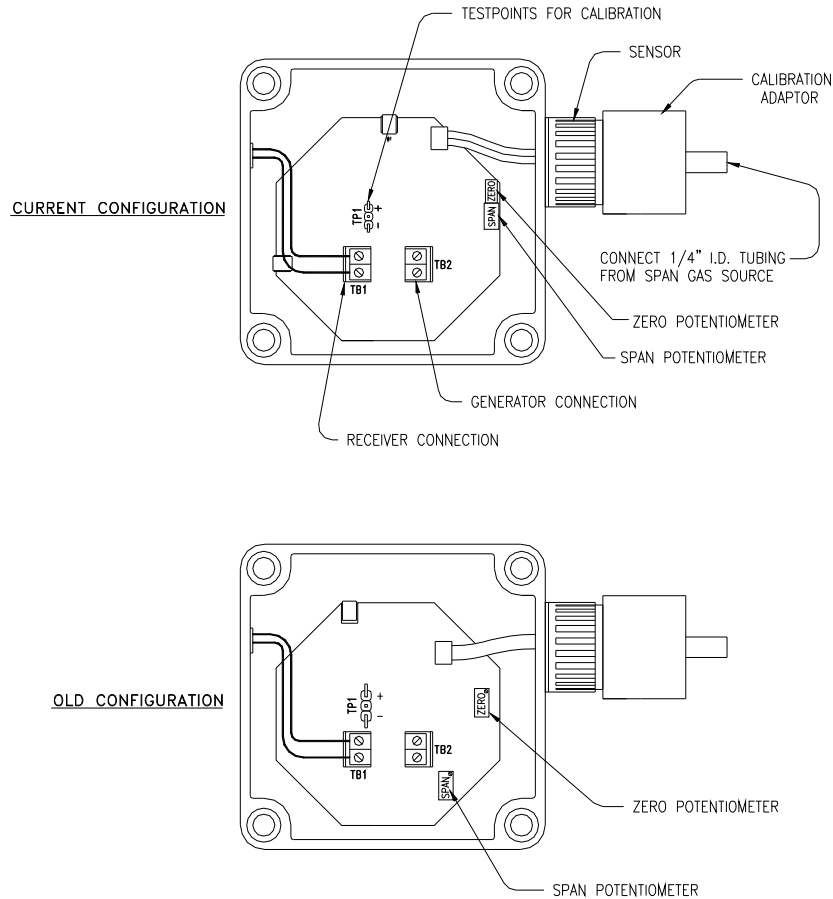 TESTPOINTS FOR CALIBRATION
SENSOR
CALIBRATION
ADAPTOR
CURRENT CONFIGURATION
TP1
+
-
ZERO
SPAN
TB1
TB2
CONNECT 1/4" I.D. TUBING
FROM SPAN GAS SOURCE
ZERO POTENTIOMETER
SPAN POTENTIOMETER
GENERATOR CONNECTION
RECEIVER CONNECTION
OLD CONFIGURATION
TP1
+
-
ZERO
TB1
TB2
SPAN
ZERO POTENTIOMETER
SPAN POTENTIOMETER